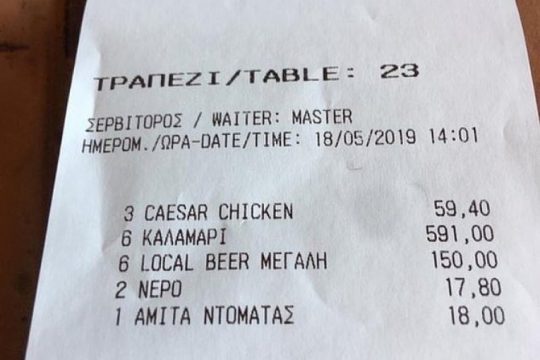 ΤΡΑΠΕΖΙ/TABLE: 23
ΣΕΡΒΙΤΟΡΟΣ / WAITER: MASTER
ΗΜΕΡΟΜ./ΩΡΑ-DATE/TIME: 18/05/2019 14:01
3 CAESAR CHICKEN 59,40
6 ΚΑΛΑΜΑΡΙ 591,00
6 LOCAL BEER ΜΕΓΑΛΗ 150,00
2 ΝΕΡΟ 17,80
1 ΑΜΙΤΑ ΝΤΟΜΑΤΑΣ 18,00